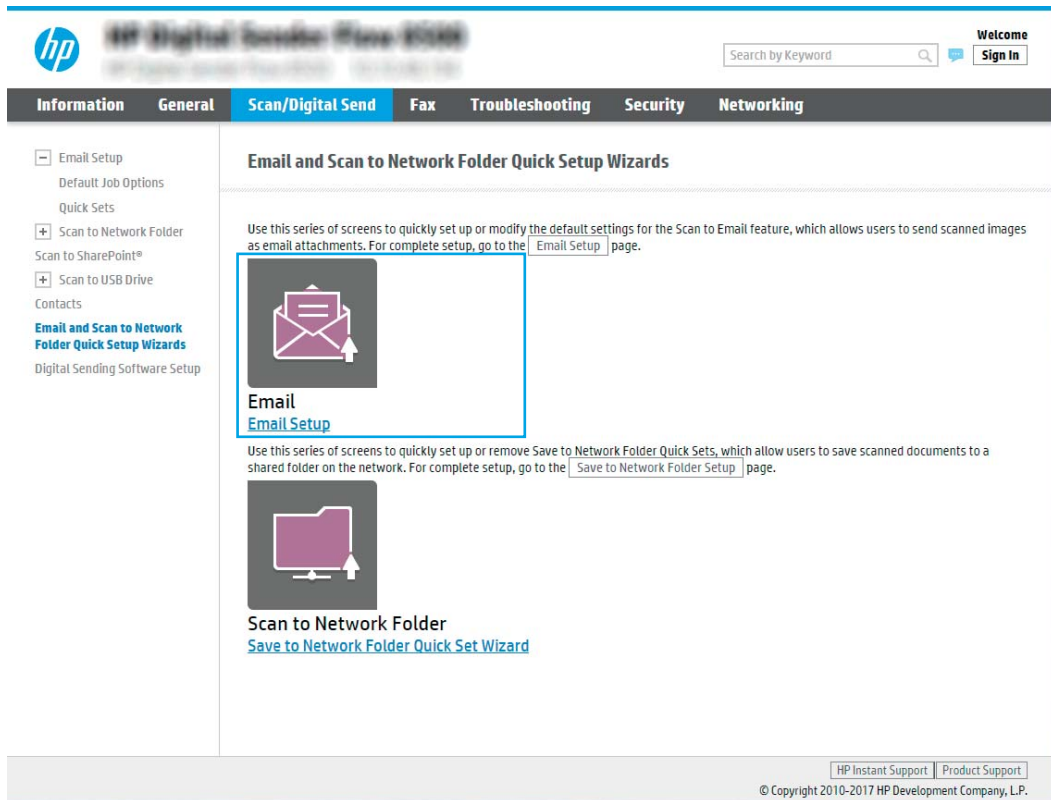 hp
Welcome
Search by Keyword
Sign In
Information General Scan/Digital Send Fax Troubleshooting Security Networking
Email Setup
Default Job Options
Quick Sets
Scan to Network Folder
Scan to SharePoint®
Scan to USB Drive
Contacts
Email and Scan to Network
Folder Quick Setup Wizards
Digital Sending Software Setup
Email and Scan to Network Folder Quick Setup Wizards
Use this series of screens to quickly set up or modify the default settings for the Scan to Email feature, which allows users to send scanned images
as email attachments. For complete setup, go to the Email Setup page.
Email
Email Setup
Use this series of screens to quickly set up or remove Save to Network Folder Quick Sets, which allow users to save scanned documents to a
shared folder on the network. For complete setup, go to the Save to Network Folder Setup page.
Scan to Network Folder
Save to Network Folder Quick Set Wizard
HP Instant Support Product Support
© Copyright 2010-2017 HP Development Company, L.P.